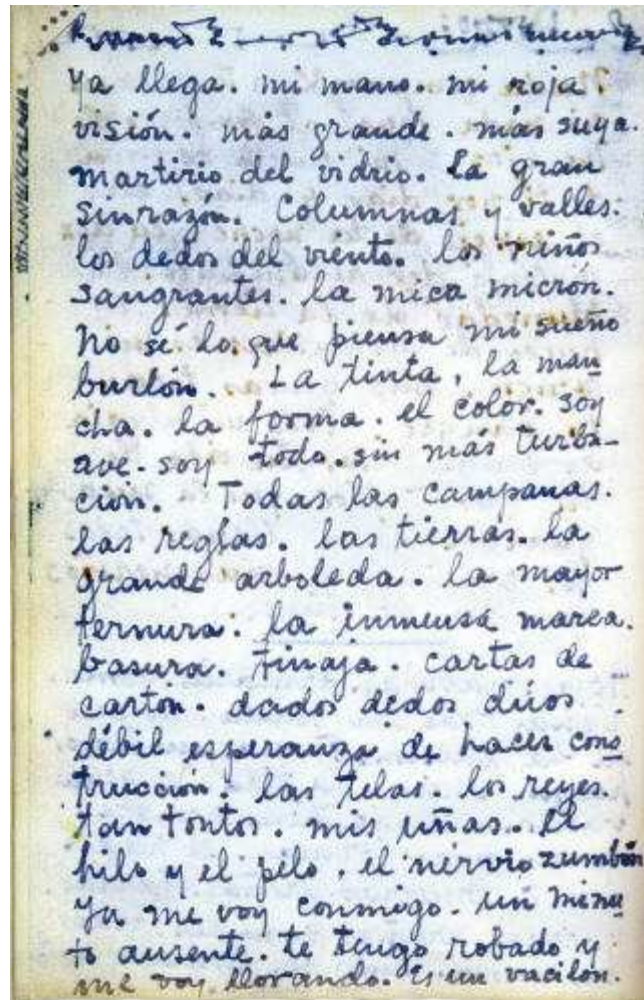 Ya llega. mi mano. mi roja
visión. más grande. más suya.
martirio del vidrio. La gran
sinrazón. Columnas y valles.
los dedos del viento. los niños
sangrantes. la mica micrón.
No sé lo que piensa mi sueño
burlón. La tinta, la man
cha. la forma. el color. soy
ave. soy todo. sin más turba-
ción. Todas las campanas.
las reglas. las tierras. la
grande arboleda. la mayor
ternura. la inmensa marea.
basura. tinaja. cartas de
cartón. dados dedos dúos
débil esperanza de hacer cons
trucción. las telas. los reyes.
tan tontos. mis uñas. el
hilo y el pelo. el nervio zumbón
ya me voy conmigo. un minu
to ausente. te tengo robado y
me voy llorando. Es un vacilón.